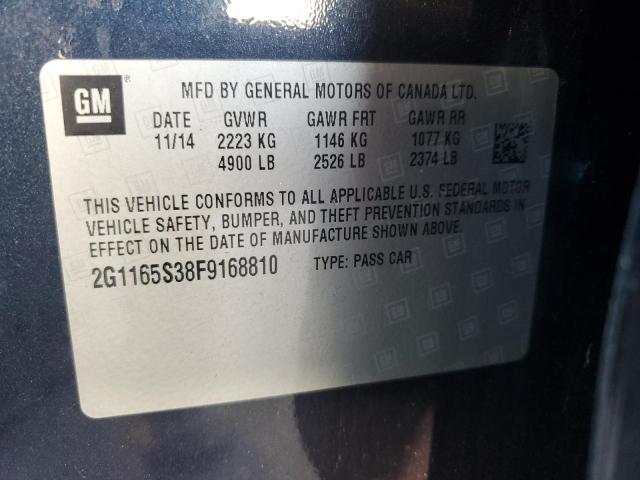 GM ®
MFD BY GENERAL MOTORS OF CANADA LTD.
DATE GVWR GAWR FRT GAWR RR
11/14 2223 KG 1146 KG 1077 KG
4900 LB 2526 LB 2374 LB
THIS VEHICLE CONFORMS TO ALL APPLICABLE U.S. FEDERAL MOTOR
VEHICLE SAFETY, BUMPER, AND THEFT PREVENTION STANDARDS IN
EFFECT ON THE DATE OF MANUFACTURE SHOWN ABOVE.
2G1165S38F9168810 TYPE: PASS CAR